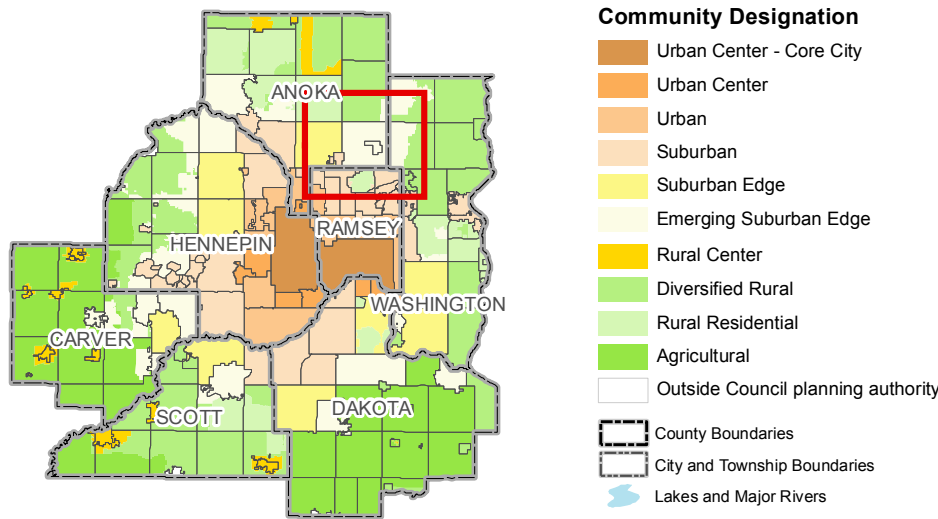 ANOKA
HENNEPIN
RAMSEY
WASHINGTON
CARVER
SCOTT
DAKOTA
Community Designation
Urban Center - Core City
Urban Center
Urban
Suburban
Suburban Edge
Emerging Suburban Edge
Rural Center
Diversified Rural
Rural Residential
Agricultural
Outside Council planning authority
County Boundaries
City and Township Boundaries
Lakes and Major Rivers